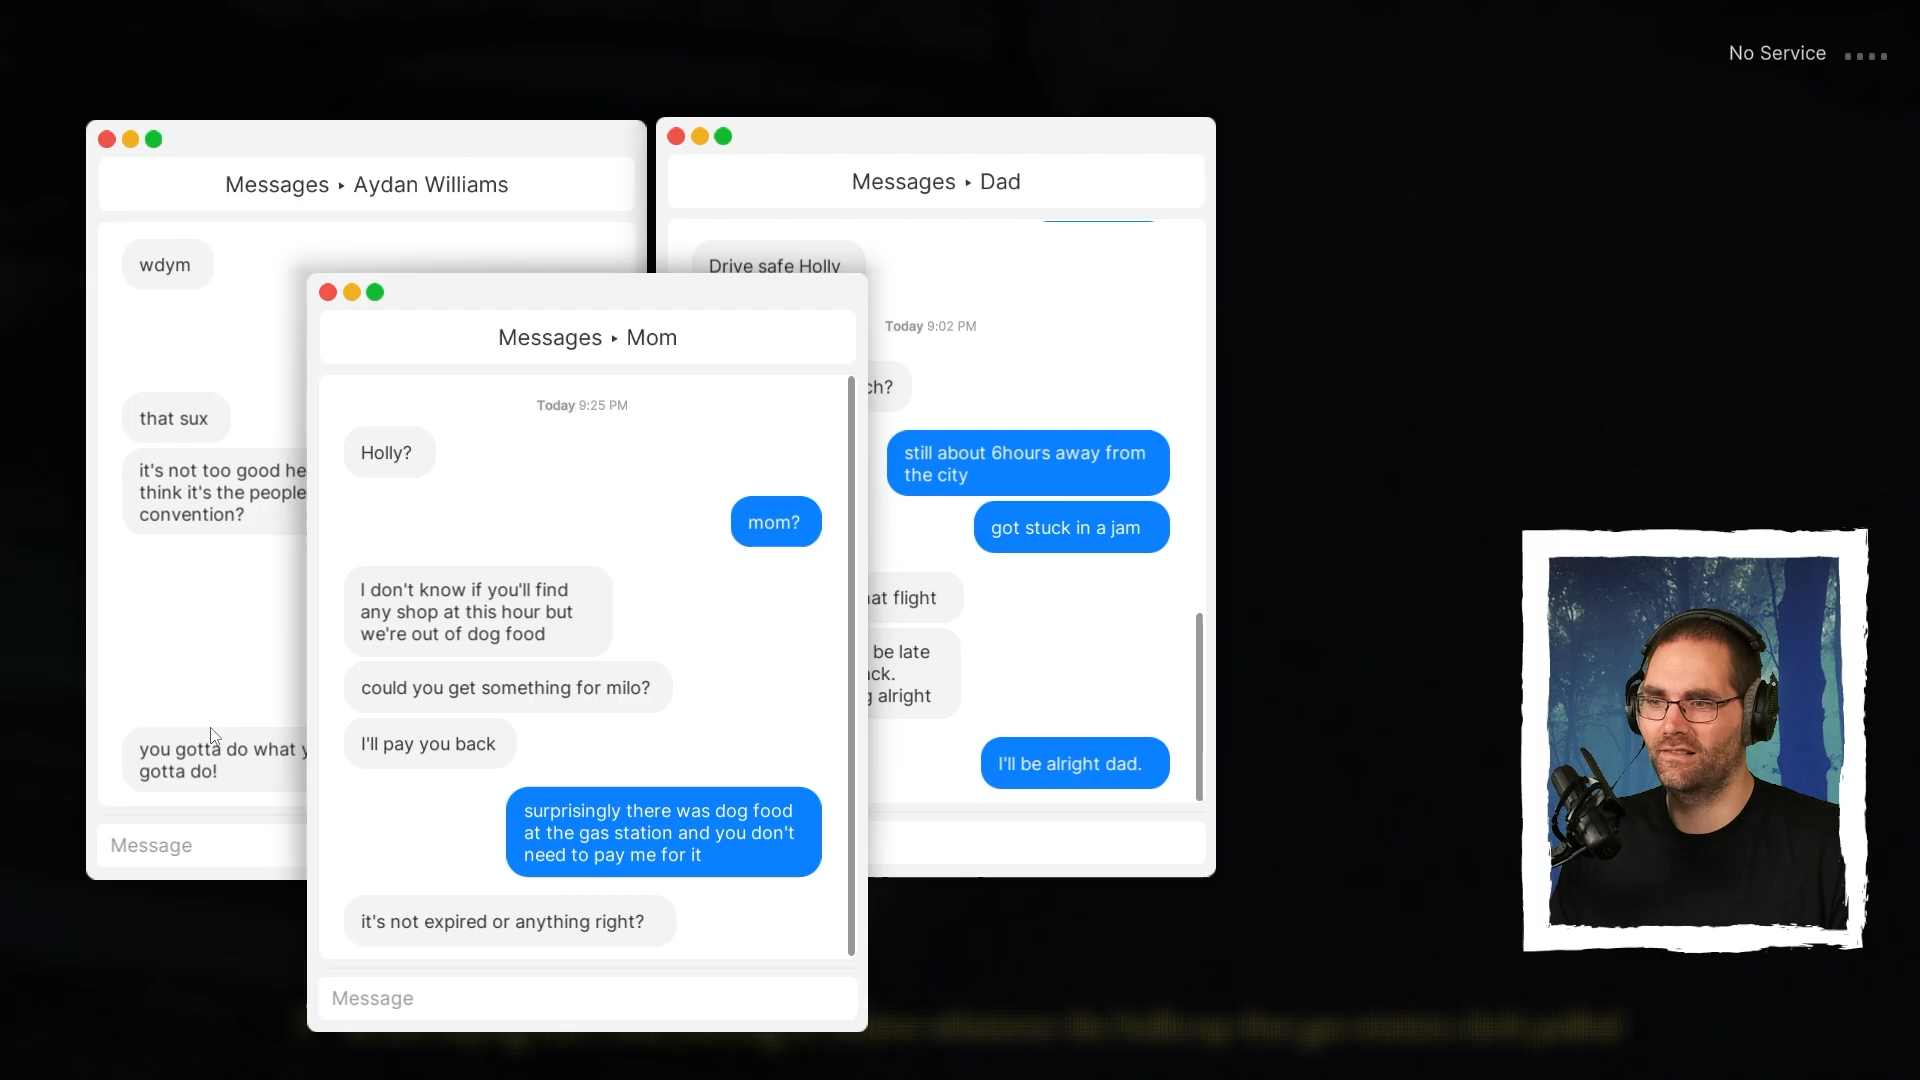 No Service
Messages ▸ Aydan Williams
wdym
that sux
it's not too good he
think it's the people
convention?
you gotta do what y
gotta do!
Message
Messages ▸ Dad
Drive safe Holly
Today 9:02 PM
ch?
still about 6hours away from
the city
got stuck in a jam
at flight
be late
ck.
g alright
I'll be alright dad.
Messages ▸ Mom
Today 9:25 PM
Holly?
mom?
I don't know if you'll find
any shop at this hour but
we're out of dog food
could you get something for milo?
I'll pay you back
surprisingly there was dog food
at the gas station and you don't
need to pay me for it
it's not expired or anything right?
Message